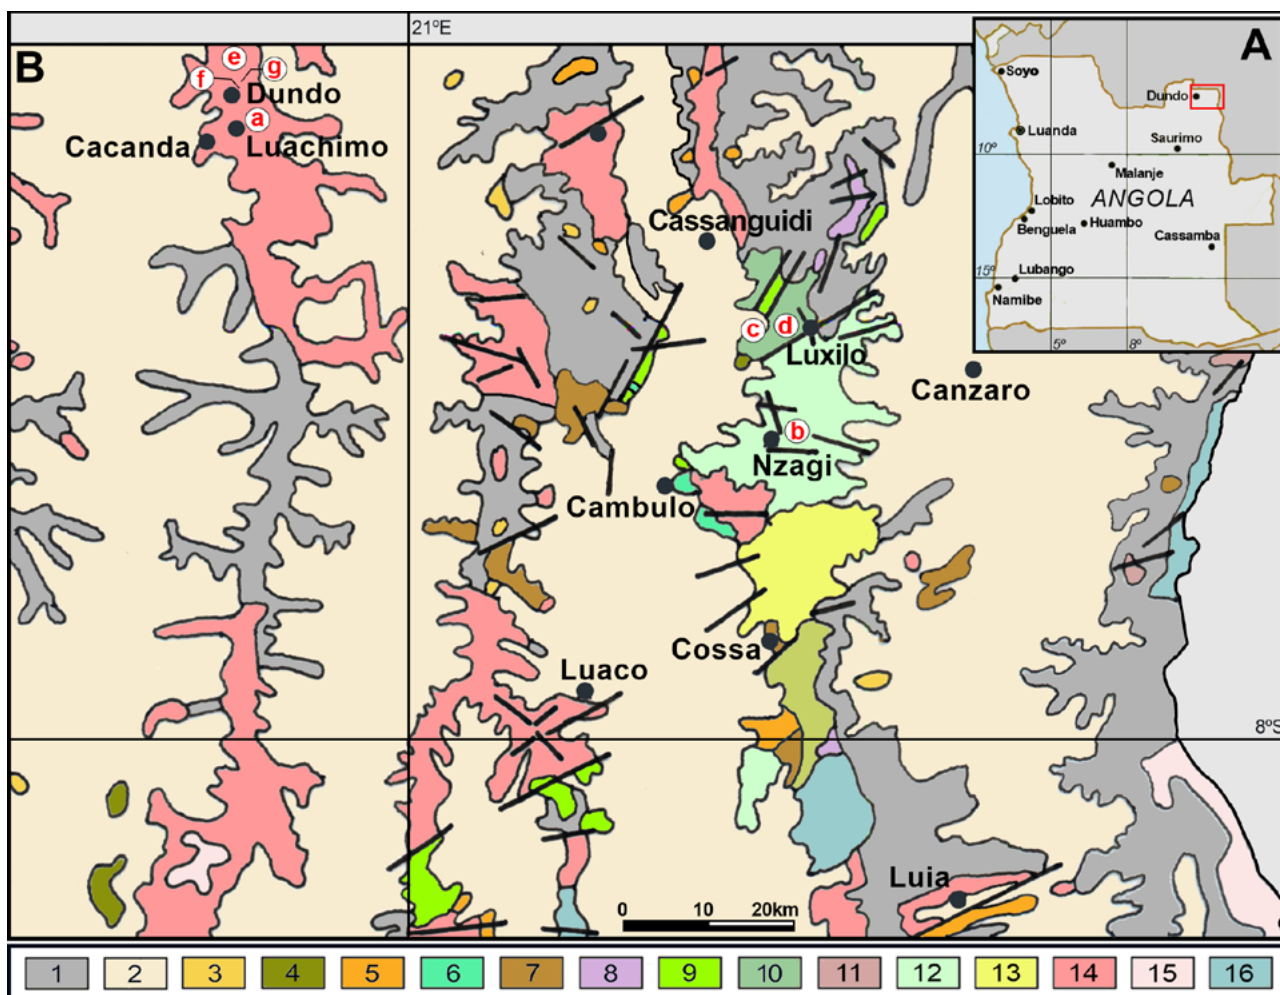 21ºE
B
A
e
g
f
Dundo
a
Cacanda
Luachimo
Cassanguidi
c
d
Luxilo
Canzaro
b
Nzagi
Cambulo
Cossa
Luaco
8ºS
Luia
0 10 20km
Soyo
Dundo
Luanda
Saurimo
10º
Malanje
ANGOLA
Lobito
Benguela
Huambo
Cassamba
15º
Lubango
Namibe
5º
8º
1 2 3 4 5 6 7 8 9 10 11 12 13 14 15 16